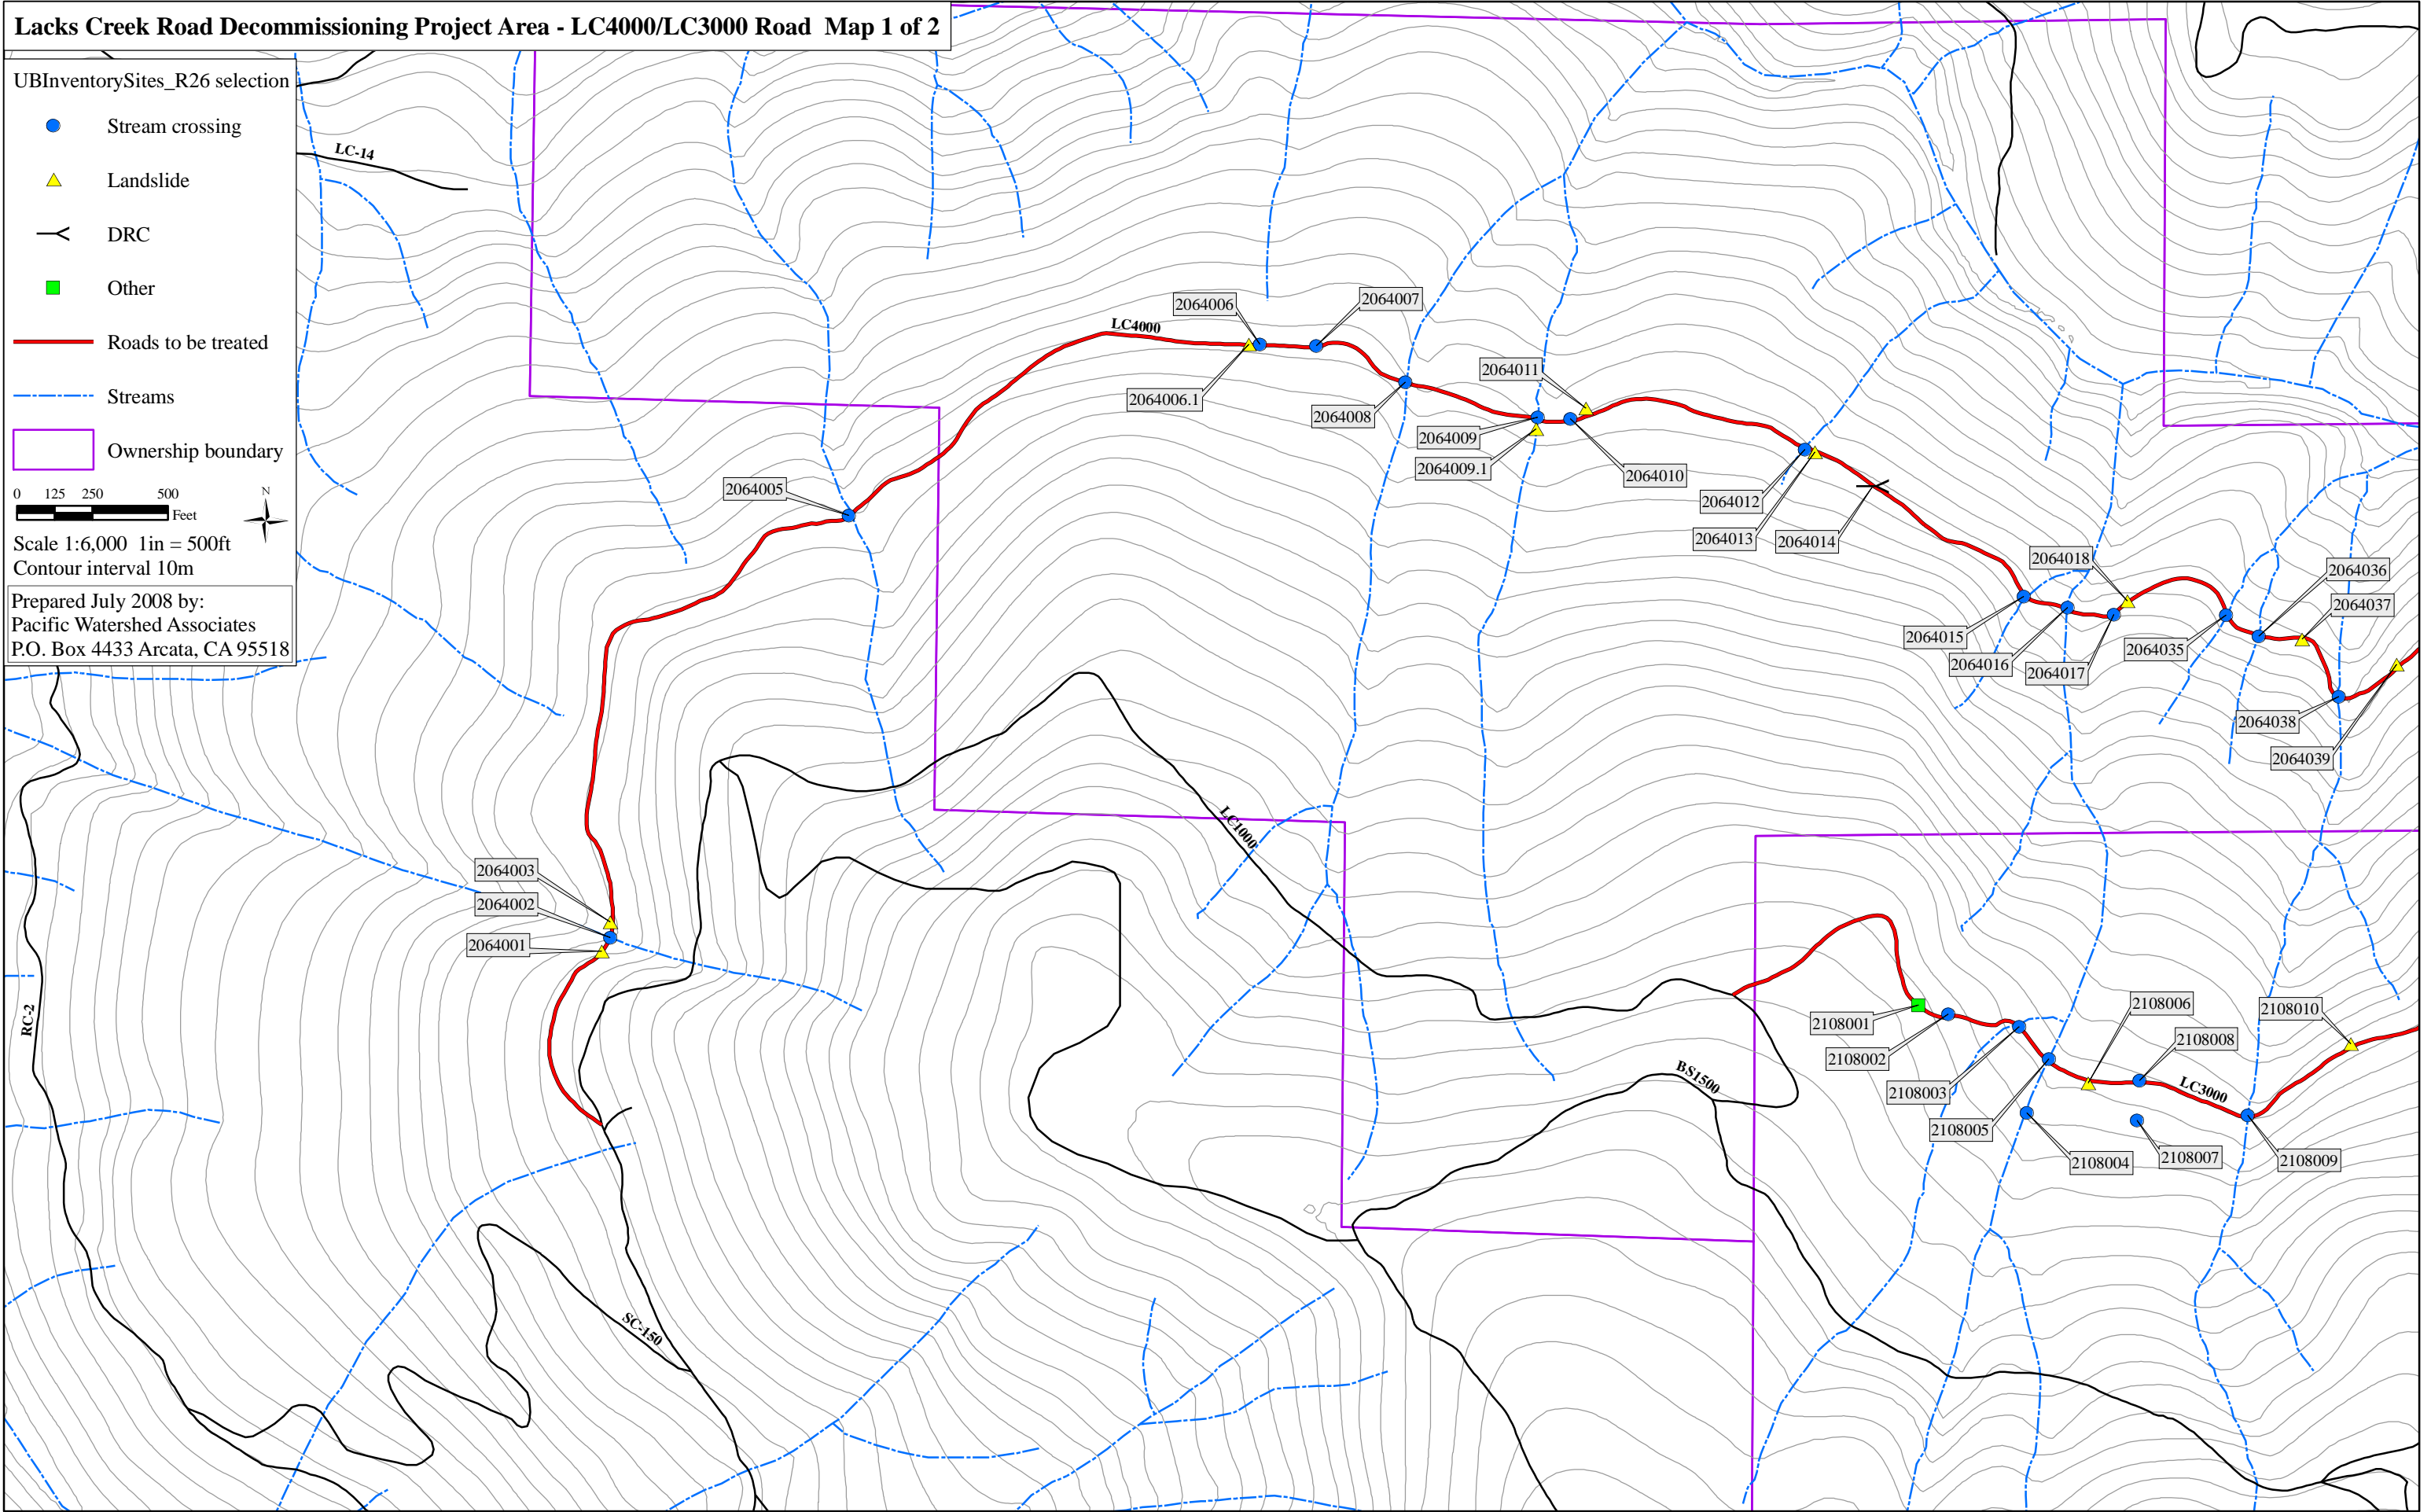 Lacks Creek Road Decommissioning Project Area - LC4000/LC3000 Road Map 1 of 2
UBInventorySites_R26 selection
Stream crossing
Landslide
DRC
Other
Roads to be treated
Streams
Ownership boundary
0 125 250 500
Feet
N
Scale 1:6,000 1in = 500ft
Contour interval 10m
Prepared July 2008 by:
Pacific Watershed Associates
P.O. Box 4433 Arcata, CA 95518
LC-14
2064006
2064007
LC4000
2064006.1
2064011
2064008
2064009
2064009.1
2064010
2064005
2064012
2064013
2064014
2064018
2064036
2064037
2064015
2064016
2064017
2064035
2064038
2064039
LC1000
2064003
2064002
2064001
RC-2
2108001
2108006
2108010
2108002
2108008
BS1500
2108003
LC3000
2108005
2108004
2108007
2108009
SC-150